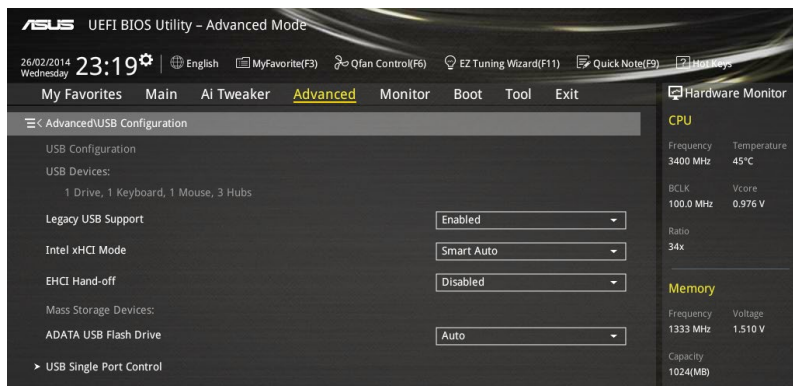 ASUS UEFI BIOS Utility – Advanced Mode
26/02/2014
Wednesday
23:19
English
MyFavorite(F3)
Qfan Control(F6)
EZ Tuning Wizard(F11)
Quick Note(F9)
? Hot Keys
My Favorites
Main
Ai Tweaker
Advanced
Monitor
Boot
Tool
Exit
Advanced\USB Configuration
USB Configuration
USB Devices:
1 Drive, 1 Keyboard, 1 Mouse, 3 Hubs
Legacy USB Support
Enabled
Intel xHCI Mode
Smart Auto
EHCI Hand-off
Disabled
Mass Storage Devices:
ADATA USB Flash Drive
Auto
USB Single Port Control
Hardware Monitor
CPU
Frequency Temperature
3400 MHz 45°C
BCLK Vcore
100.0 MHz 0.976 V
Ratio
34x
Memory
Frequency Voltage
1333 MHz 1.510 V
Capacity
1024(MB)